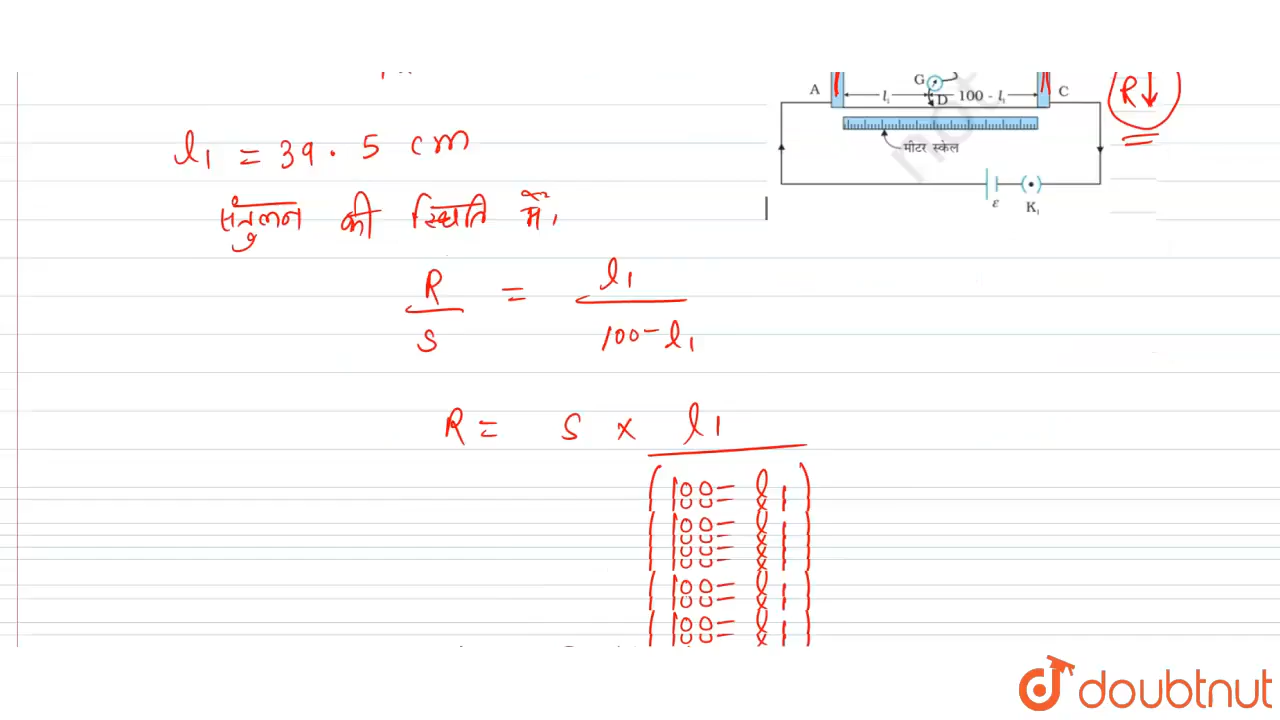 G
A
l₁
D
100 - l₁
C
R↓
मीटर स्केल
ε
K₁
l₁ = 39.5 cm
संतुलन की स्थिति में,
R/S = l₁/100-l₁
R = S × l₁
(100 - l₁)
doubtnut